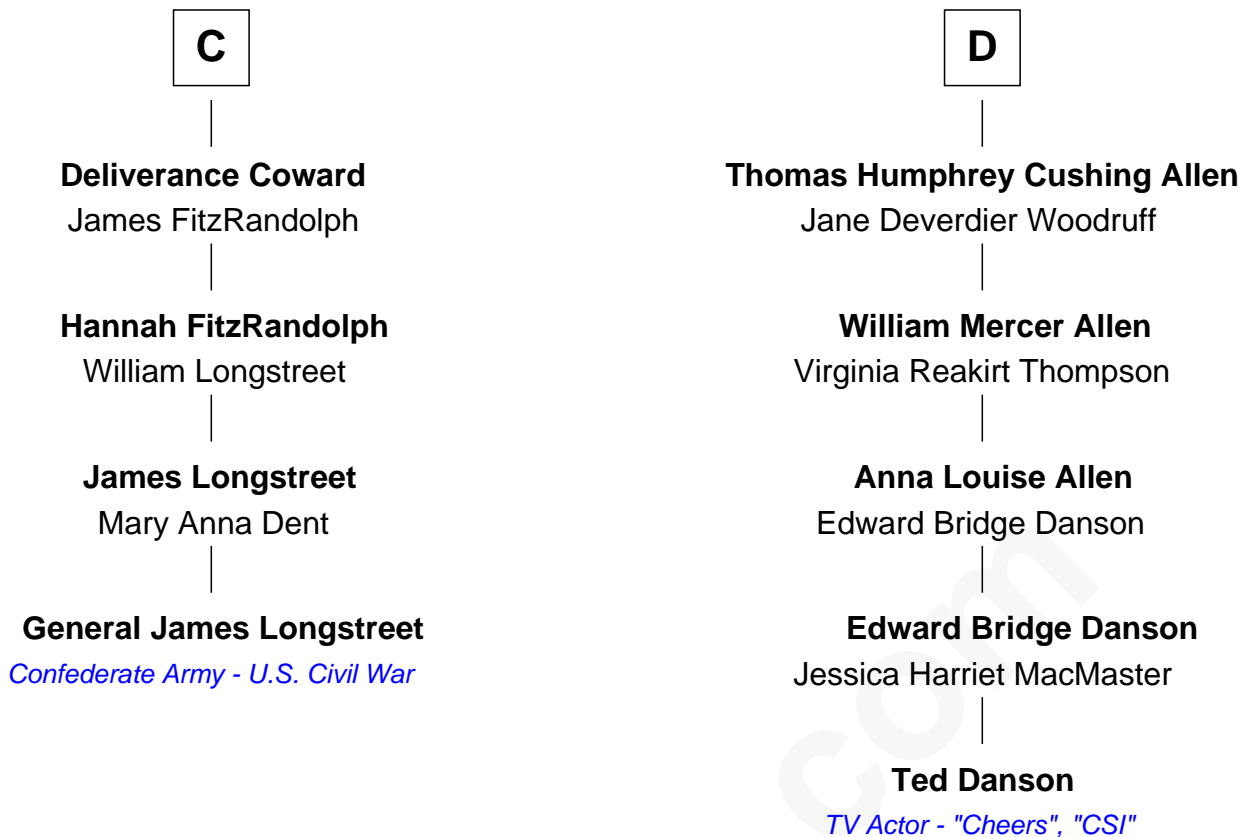 C
Deliverance Coward
James FitzRandolph
Hannah FitzRandolph
William Longstreet
James Longstreet
Mary Anna Dent
General James Longstreet
Confederate Army - U.S. Civil War
D
Thomas Humphrey Cushing Allen
Jane Deverdier Woodruff
William Mercer Allen
Virginia Reakirt Thompson
Anna Louise Allen
Edward Bridge Danson
Edward Bridge Danson
Jessica Harriet MacMaster
Ted Danson
TV Actor - "Cheers", "CSI"
com